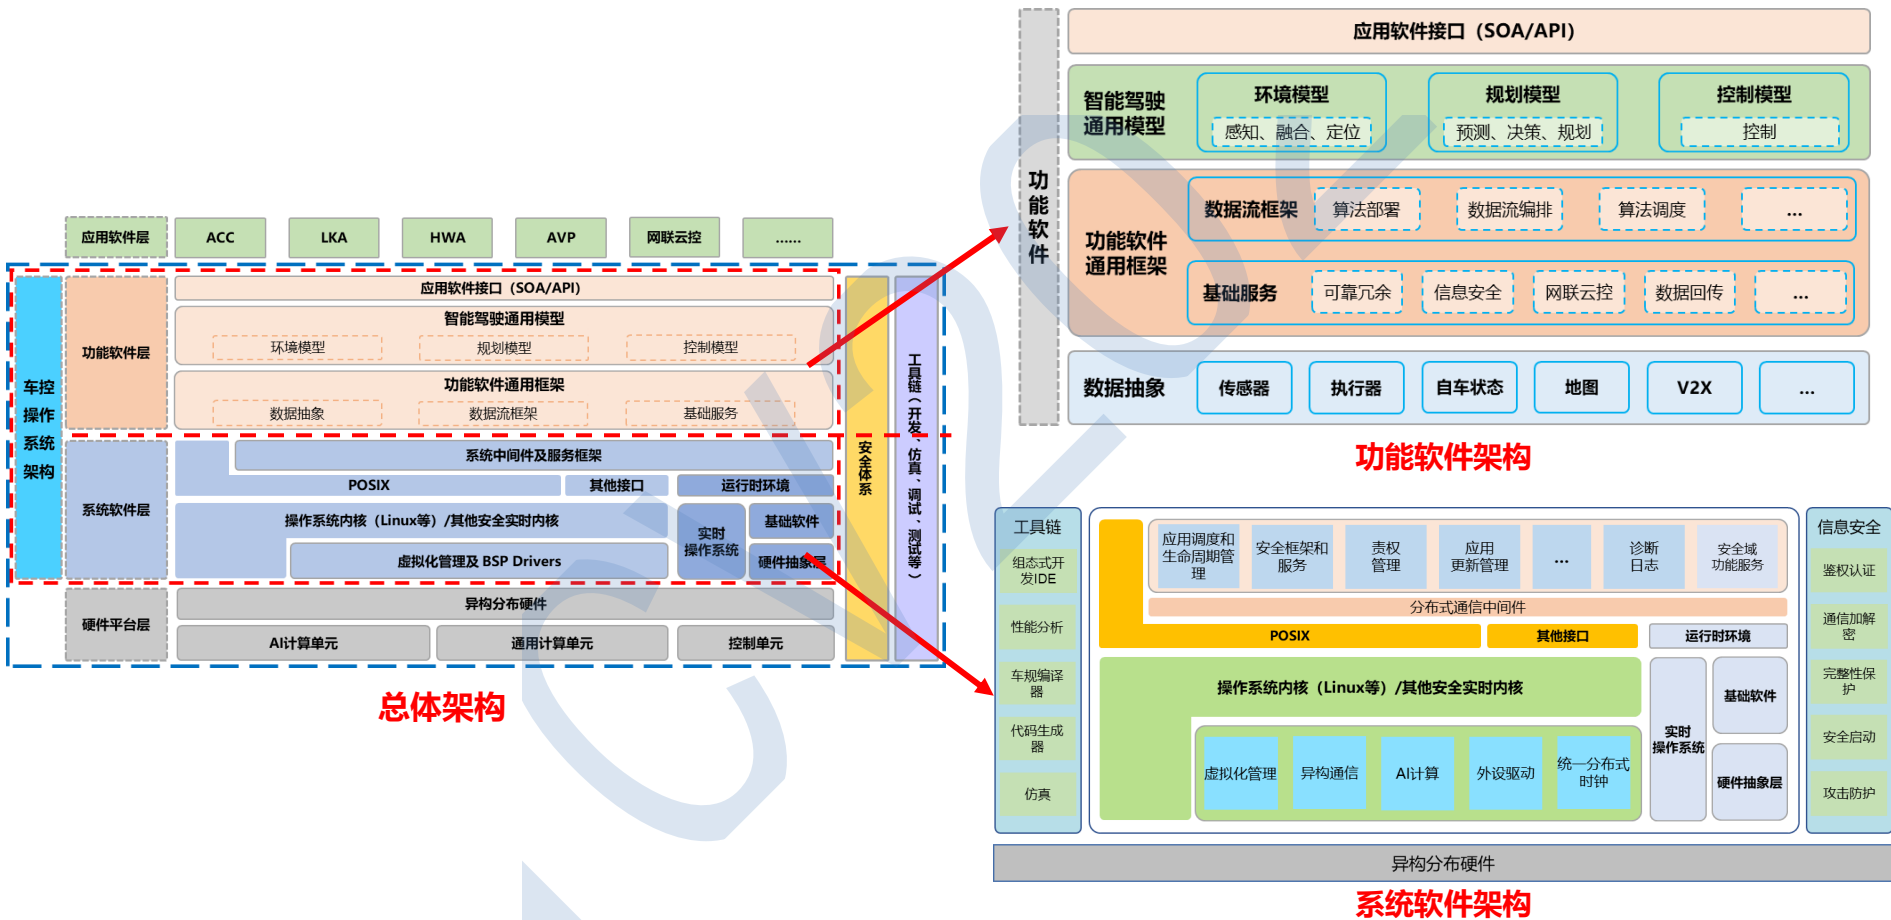 应用软件层
ACC
LKA
HWA
AVP
网联云控
......
车控
操作
系统
架构
功能软件层
应用软件接口（SOA/API）
智能驾驶通用模型
环境模型
规划模型
控制模型
功能软件通用框架
数据抽象
数据流框架
基础服务
系统软件层
系统中间件及服务框架
POSIX
其他接口
运行时环境
操作系统内核（Linux等）/其他安全实时内核
实时
操作系统
基础软件
虚拟化管理及 BSP Drivers
硬件抽象层
硬件平台层
异构分布硬件
AI计算单元
通用计算单元
控制单元
安全体系
工具链（开发、仿真、调试、测试等）
总体架构
功能软件
应用软件接口（SOA/API）
智能驾驶
通用模型
环境模型
感知、融合、定位
规划模型
预测、决策、规划
控制模型
控制
功能软件
通用框架
数据流框架
算法部署
数据流编排
算法调度
...
基础服务
可靠冗余
信息安全
网联云控
数据回传
...
数据抽象
传感器
执行器
自车状态
地图
V2X
...
功能软件架构
工具链
组态式开
发IDE
性能分析
车规编译
器
代码生成
器
仿真
应用调度和
生命周期管
理
安全框架和
服务
责权
管理
应用
更新管理
...
诊断
日志
安全域
功能服务
分布式通信中间件
POSIX
其他接口
运行时环境
操作系统内核（Linux等）/其他安全实时内核
虚拟化管理
异构通信
AI计算
外设驱动
统一分布式
时钟
实时
操作系统
基础软件
硬件抽象层
信息安全
鉴权认证
通信加解
密
完整性保
护
安全启动
攻击防护
异构分布硬件
系统软件架构